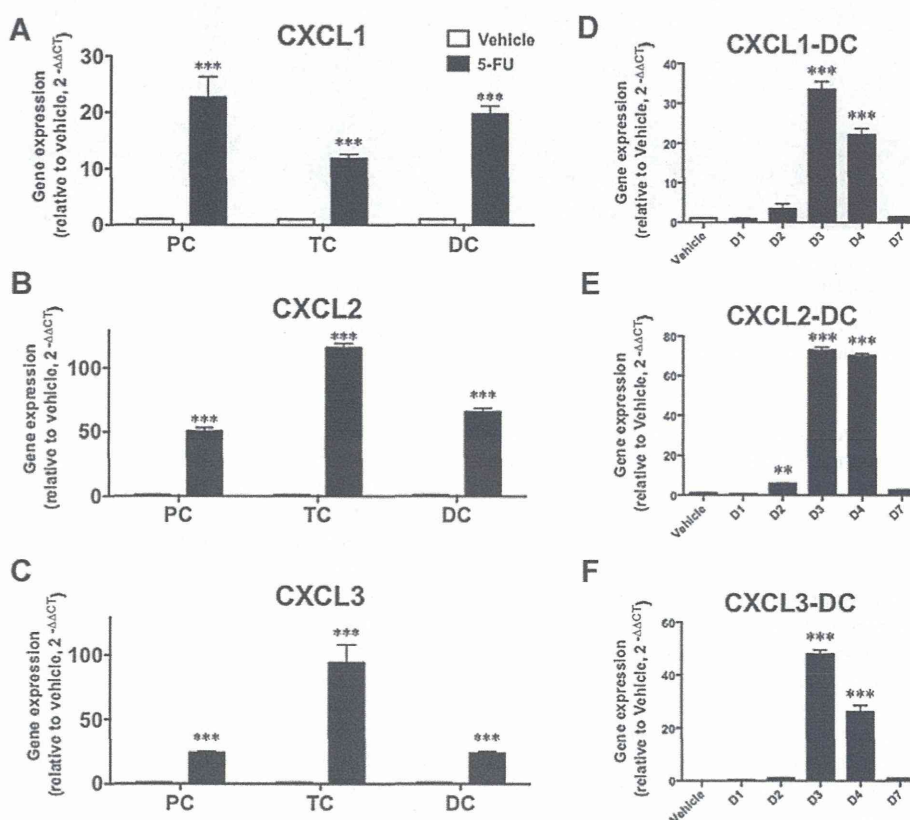 A
CXCL1
Vehicle
5-FU
Gene expression
(relative to vehicle, 2 -ΔΔCT)
30
20
10
0
***
***
***
PC
TC
DC
B
CXCL2
Gene expression
(relative to vehicle, 2 -ΔΔCT)
100
50
0
***
***
***
PC
TC
DC
C
CXCL3
Gene expression
(relative to vehicle, 2 -ΔΔCT)
100
50
0
***
***
***
PC
TC
DC
D
CXCL1-DC
Gene expression
(relative to Vehicle, 2 -ΔΔCT)
40
30
20
10
0
***
***
Vehicle
D1
D2
D3
D4
D7
E
CXCL2-DC
Gene expression
(relative to Vehicle, 2 -ΔΔCT)
80
60
40
20
0
**
***
***
Vehicle
D1
D2
D3
D4
D7
F
CXCL3-DC
Gene expression
(relative to Vehicle, 2 -ΔΔCT)
60
40
20
0
***
***
Vehicle
D1
D2
D3
D4
D7